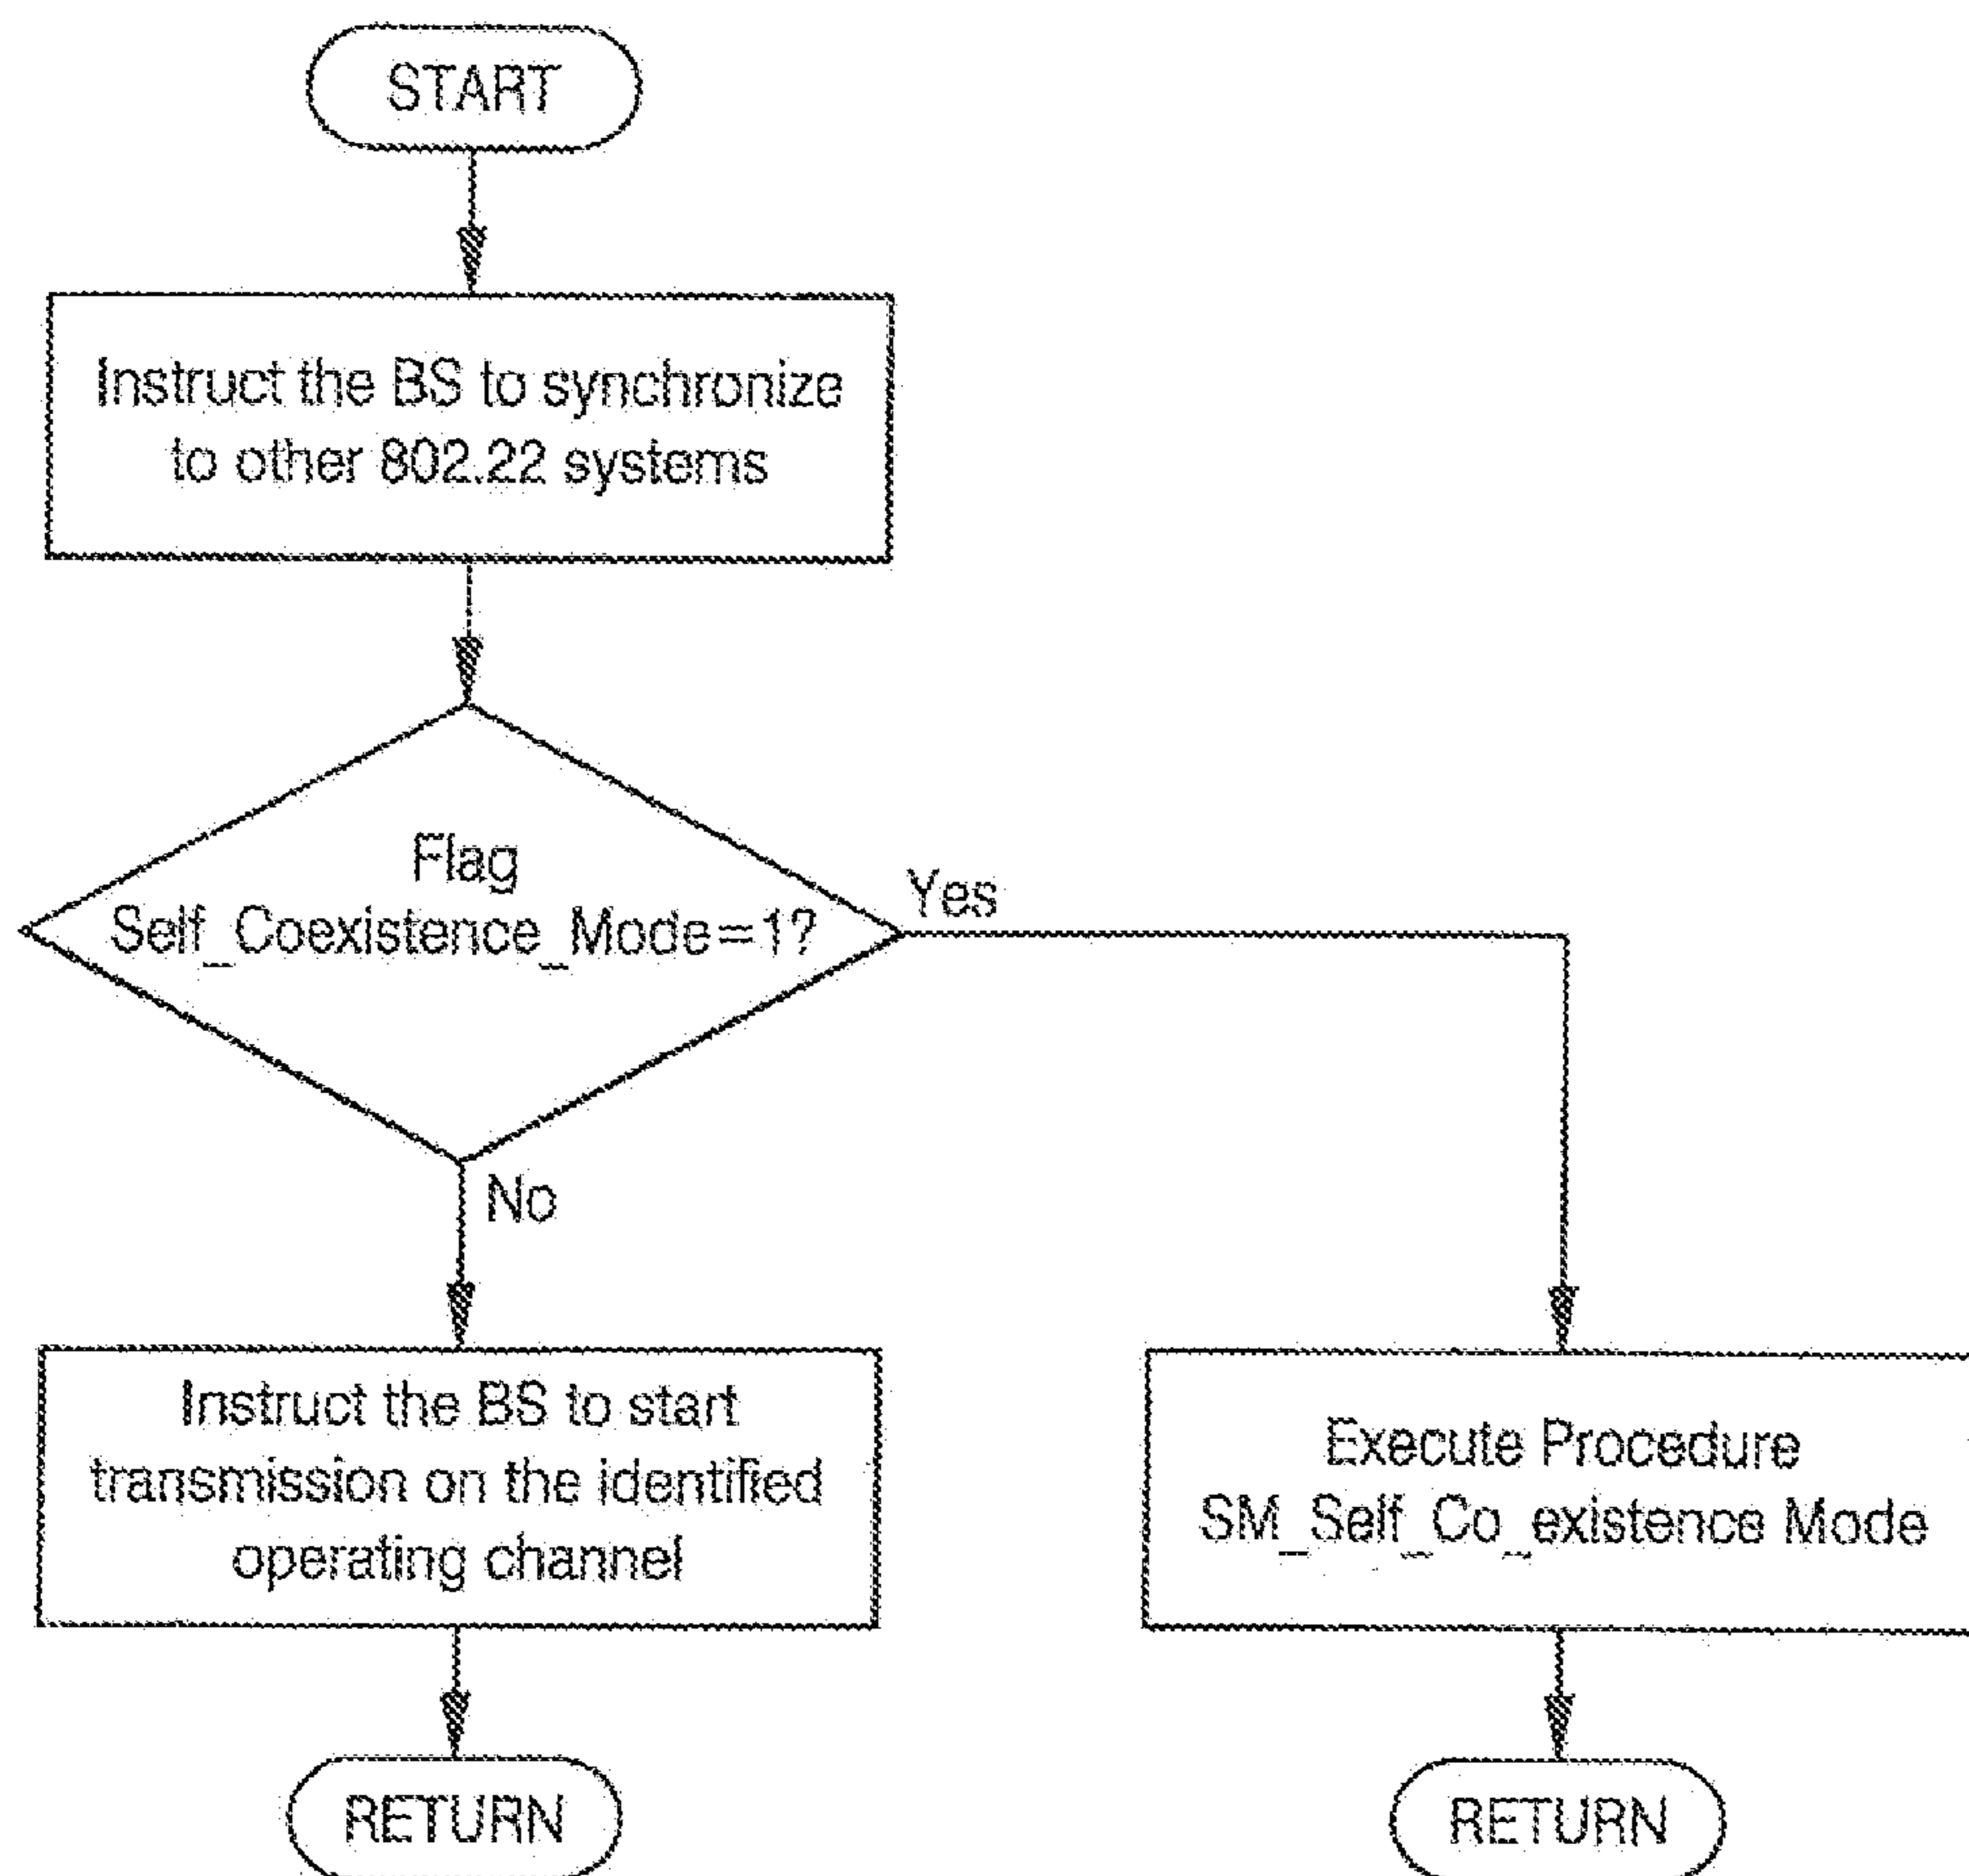 START
Instruct the BS to synchronize
to other 802.22 systems
Flag
Self_Coexistence_Mode=1?
Yes
No
Instruct the BS to start
transmission on the identified
operating channel
Execute Procedure
SM_Self_Co_existence Mode
RETURN
RETURN